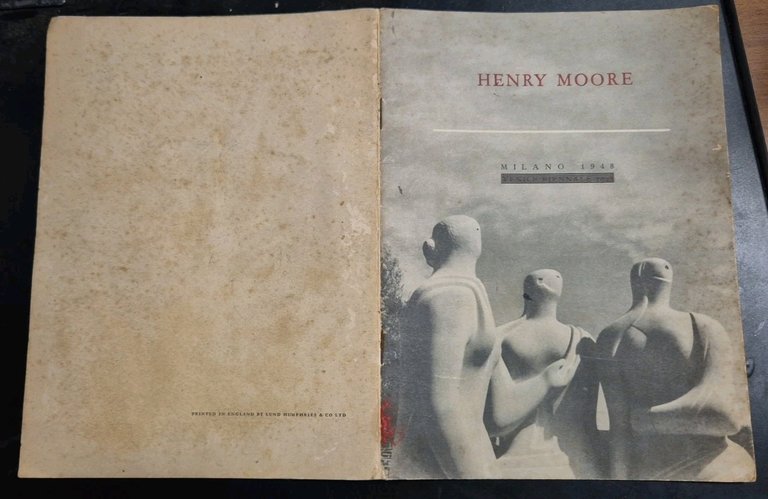 HENRY MOORE
MILANO 1948
VENICE BIENNALE
PRINTED IN ENGLAND BY LUND HUMPHRIES & CO LTD